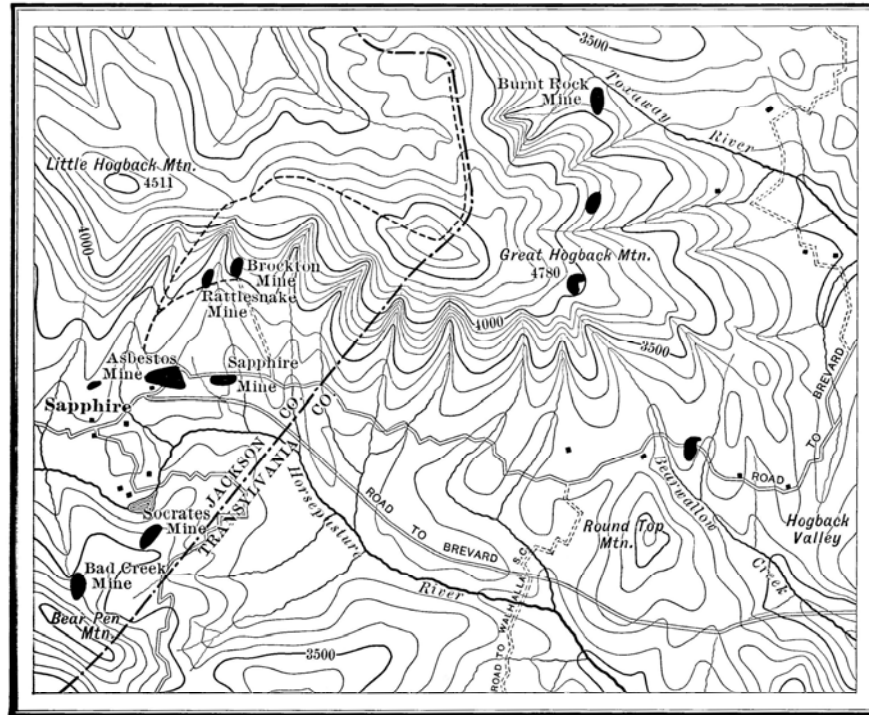 3500
Burnt Rock
Mine
Toxaway
River
Little Hogback Mtn.
4511
4000
Great Hogback Mtn.
4780
Brockton
Mine
Rattlesnake
Mine
4000
3500
Asbestos
Mine
Sapphire
Mine
Sapphire
ROAD TO BREVARD
JACKSON CO.
TRANSYLVANIA CO.
Horsepasture
River
ROAD TO BREVARD
ROAD TO WALHALLA S.C.
Bearwallow
Creek
Round Top
Mtn.
Hogback
Valley
Socrates
Mine
Bad Creek
Mine
Bear Pen
Mtn.
3500